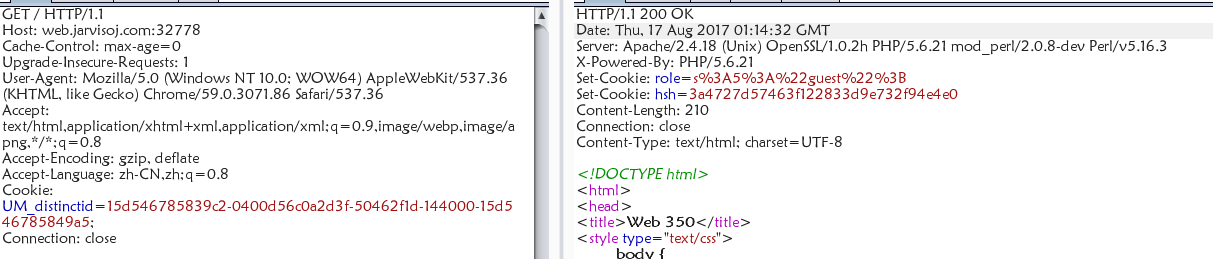 GET / HTTP/1.1
Host: web.jarvisoj.com:32778
Cache-Control: max-age=0
Upgrade-Insecure-Requests: 1
User-Agent: Mozilla/5.0 (Windows NT 10.0; WOW64) AppleWebKit/537.36
(KHTML, like Gecko) Chrome/59.0.3071.86 Safari/537.36
Accept:
text/html,application/xhtml+xml,application/xml;q=0.9,image/webp,image/a
png,*/*;q=0.8
Accept-Encoding: gzip, deflate
Accept-Language: zh-CN,zh;q=0.8
Cookie:
UM_distinctid=15d546785839c2-0400d56c0a2d3f-50462f1d-144000-15d5
46785849a5;
Connection: close
HTTP/1.1 200 OK
Date: Thu, 17 Aug 2017 01:14:32 GMT
Server: Apache/2.4.18 (Unix) OpenSSL/1.0.2h PHP/5.6.21 mod_perl/2.0.8-dev Perl/v5.16.3
X-Powered-By: PHP/5.6.21
Set-Cookie: role=s%3A5%3A%22guest%22%3B
Set-Cookie: hsh=3a4727d57463f122833d9e732f94e4e0
Content-Length: 210
Connection: close
Content-Type: text/html; charset=UTF-8
<!DOCTYPE html>
<html>
<head>
<title>Web 350</title>
<style type="text/css">
body {